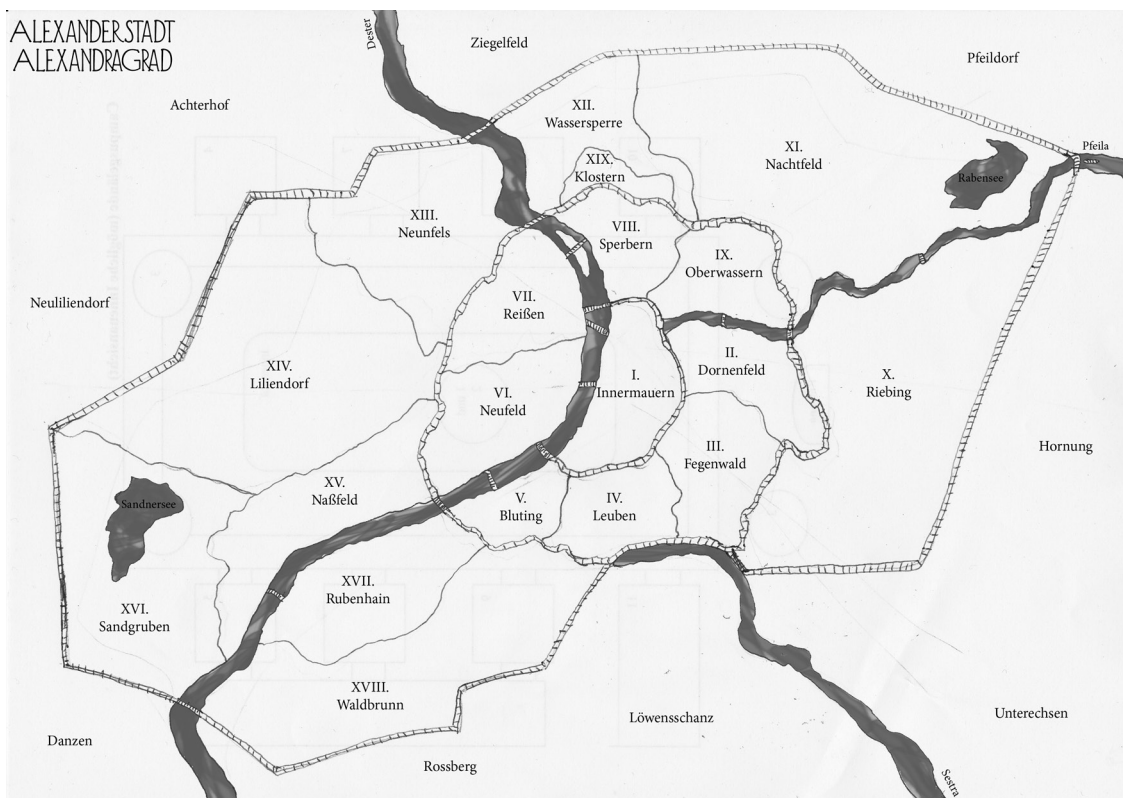 ALEXANDERSTADT
ALEXANDRAGRAD
Dester
Ziegelfeld
Pfeildorf
Achterhof
XII.
Wassersperre
XI.
Nachtfeld
Pfeila
XIX.
Klostern
Rabensee
XIII.
Neunfels
VIII.
Sperbern
IX.
Oberwassern
Neuliliendorf
VII.
Reißen
XIV.
Liliendorf
II.
Dornenfeld
I.
Innermauern
X.
Riebing
VI.
Neufeld
III.
Fegenwald
Hornung
XV.
Naßfeld
Sandnersee
V.
Bluting
IV.
Leuben
XVII.
Rubenhain
XVI.
Sandgruben
XVIII.
Waldbrunn
Löwensschanz
Unterechsen
Danzen
Rossberg
Sestra